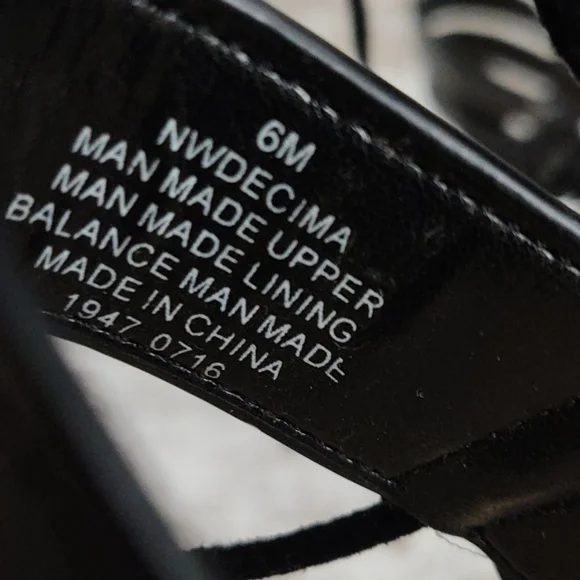 6M
NWDECIMA
MAN MADE UPPER
MAN MADE LINING
BALANCE MAN MADE
MADE IN CHINA
1947 0716